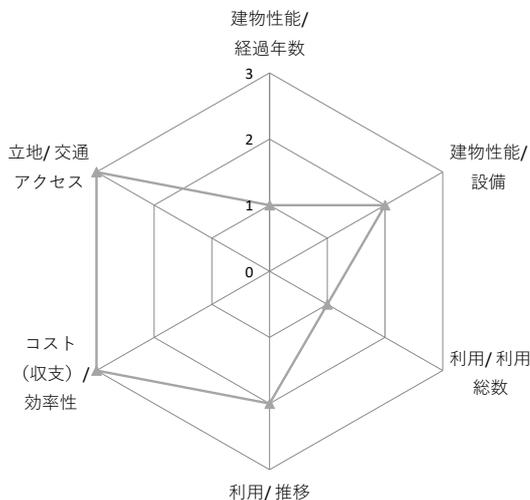 建物性能/
経過年数
3
立地/ 交通
アクセス
2
建物性能/
設備
1
0
コスト
（収支）/
効率性
利用/ 利用
総数
利用/ 推移